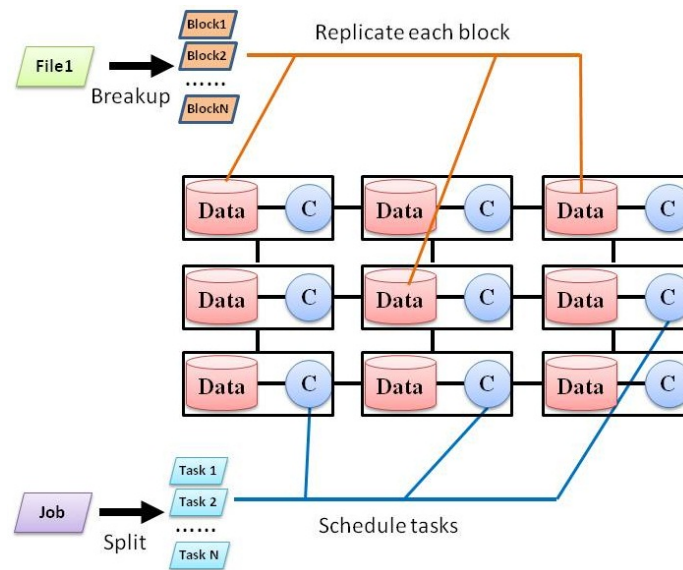 Block1
Replicate each block
File1
Block2
Breakup
......
BlockN
Data C Data C Data C
Data C Data C Data C
Data C Data C Data C
Task 1
Job
Task 2
......
Schedule tasks
Split
Task N